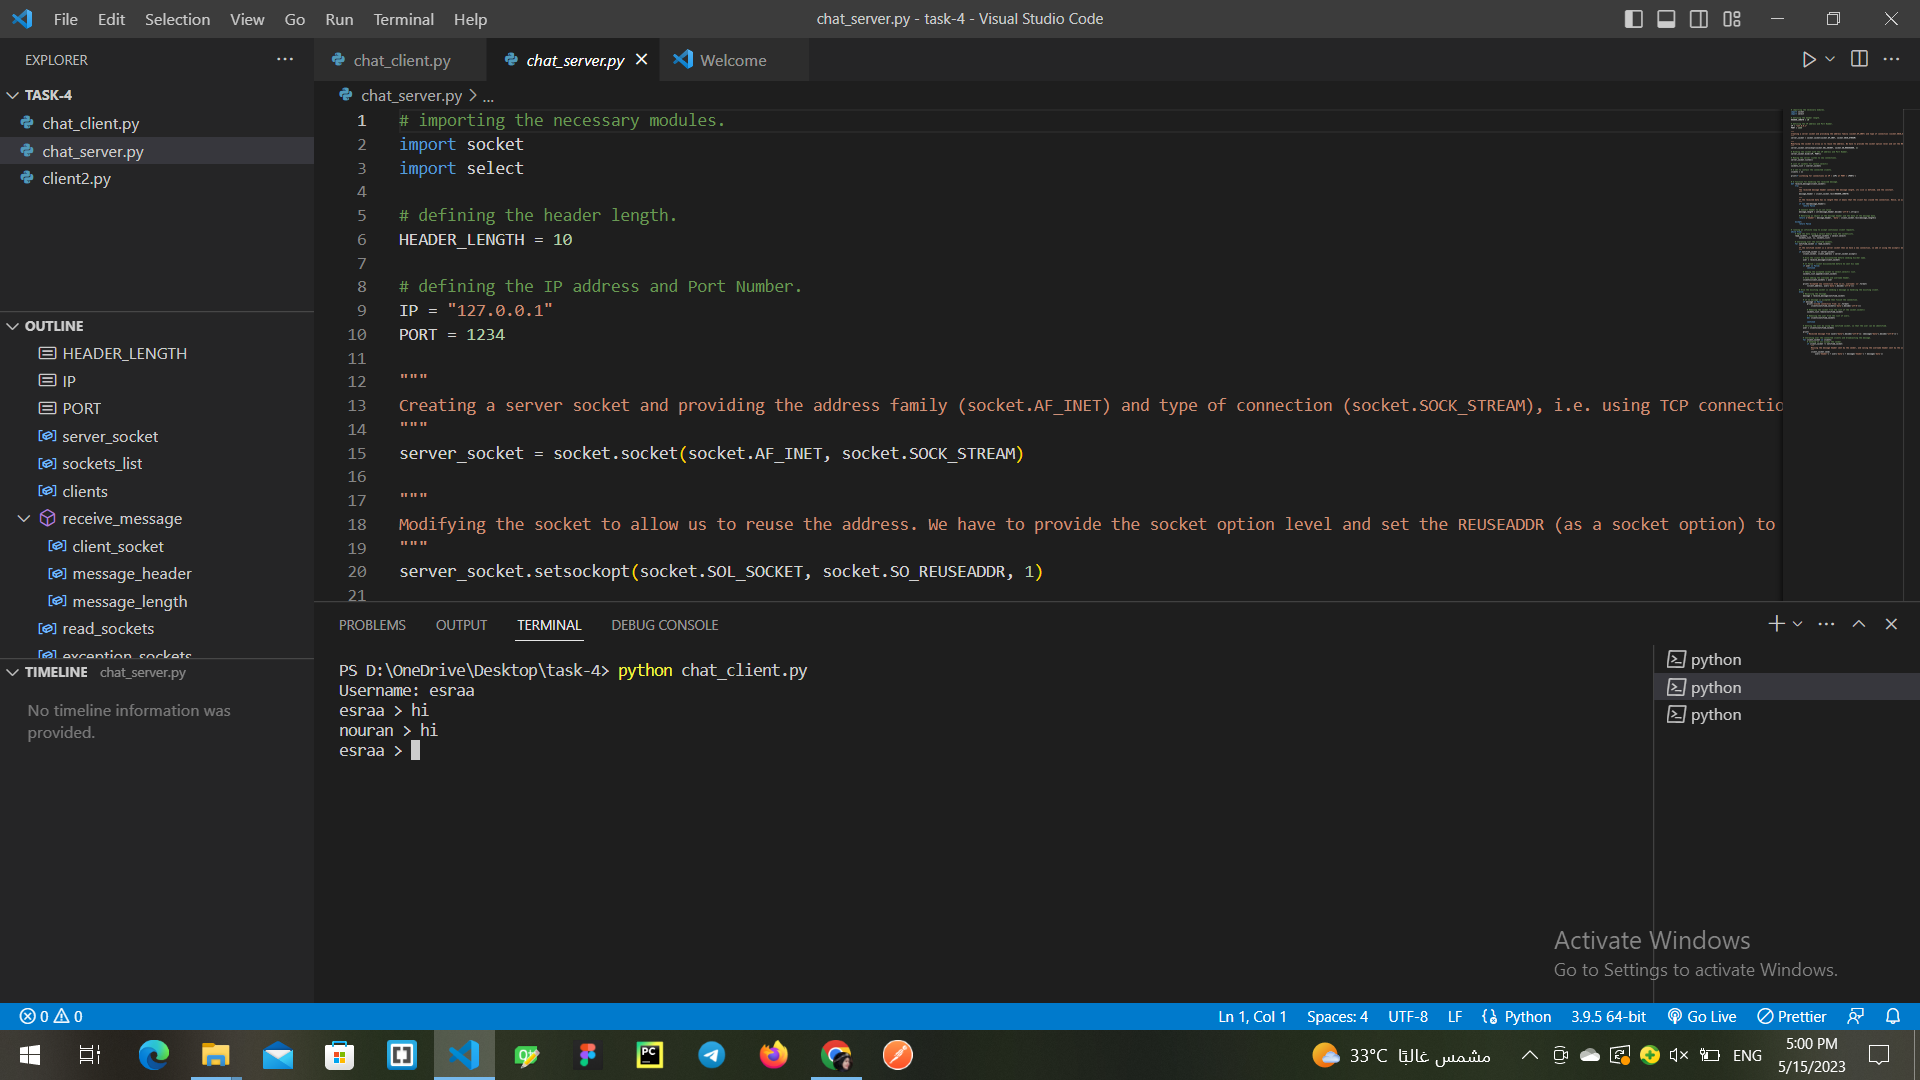 File Edit Selection View Go Run Terminal Help
chat_server.py - task-4 - Visual Studio Code
EXPLORER
TASK-4
chat_client.py
chat_server.py
client2.py
OUTLINE
HEADER_LENGTH
IP
PORT
server_socket
sockets_list
clients
receive_message
client_socket
message_header
message_length
read_sockets
exception_sockets
TIMELINE chat_server.py
No timeline information was
provided.
chat_client.py
chat_server.py
Welcome
chat_server.py > ...
1 # importing the necessary modules.
2 import socket
3 import select
4
5 # defining the header length.
6 HEADER_LENGTH = 10
7
8 # defining the IP address and Port Number.
9 IP = "127.0.0.1"
10 PORT = 1234
11
12 """
13 Creating a server socket and providing the address family (socket.AF_INET) and type of connection (socket.SOCK_STREAM), i.e. using TCP connectio
14 """
15 server_socket = socket.socket(socket.AF_INET, socket.SOCK_STREAM)
16
17 """
18 Modifying the socket to allow us to reuse the address. We have to provide the socket option level and set the REUSEADDR (as a socket option) to
19 """
20 server_socket.setsockopt(socket.SOL_SOCKET, socket.SO_REUSEADDR, 1)
21
PROBLEMS OUTPUT TERMINAL DEBUG CONSOLE
PS D:\OneDrive\Desktop\task-4> python chat_client.py
Username: esraa
esraa > hi
nouran > hi
esraa >
python
python
python
Activate Windows
Go to Settings to activate Windows.
0 0
Ln 1, Col 1 Spaces: 4 UTF-8 LF Python 3.9.5 64-bit Go Live Prettier
33°C مشمس غالبًا
ENG
5:00 PM
5/15/2023